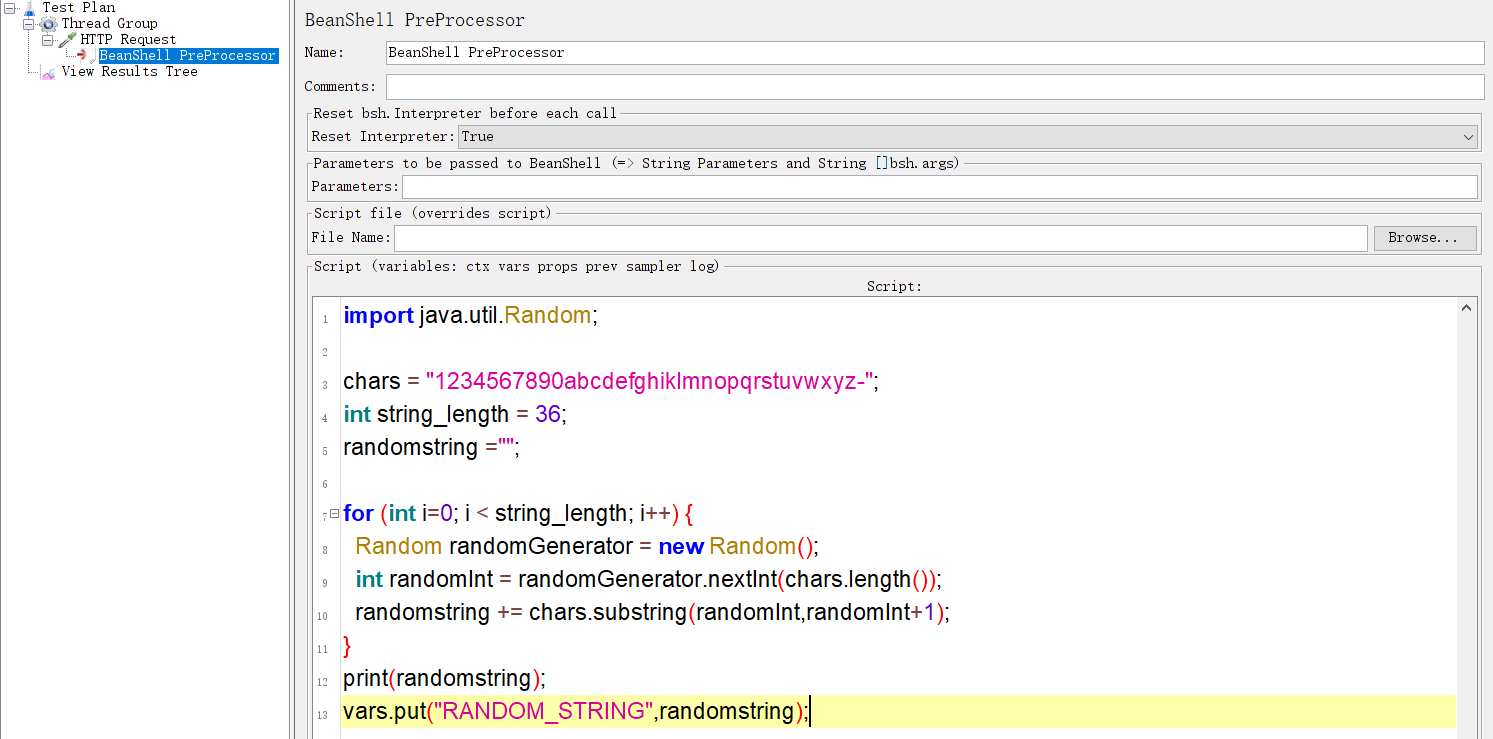 Test Plan
Thread Group
HTTP Request
BeanShell PreProcessor
View Results Tree
BeanShell PreProcessor
Name: BeanShell PreProcessor
Comments:
Reset bsh.Interpreter before each call
Reset Interpreter: True
Parameters to be passed to BeanShell (=> String Parameters and String []bsh.args)
Parameters:
Script file (overrides script)
File Name: Browse...
Script (variables: ctx vars props prev sampler log)
Script:
1 import java.util.Random;
2
3 chars = "1234567890abcdefghiklmnopqrstuvwxyz-";
4 int string_length = 36;
5 randomstring ="";
6
7 for (int i=0; i < string_length; i++) {
8 Random randomGenerator = new Random();
9 int randomInt = randomGenerator.nextInt(chars.length());
10 randomstring += chars.substring(randomInt,randomInt+1);
11 }
12 print(randomstring);
13 vars.put("RANDOM_STRING",randomstring);